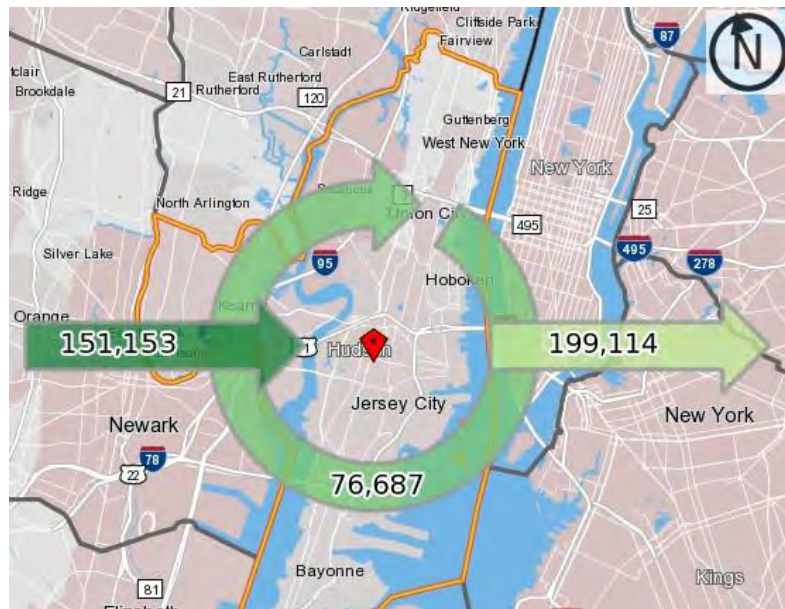 Ridgefield
Cliffside Park
Fairview
87
N
Carlstadt
East Rutherford
Brookdale
21
Rutherford
120
Guttenberg
West New York
New York
Ridge
North Arlington
Union City
25
495
495
278
Silver Lake
95
Hoboken
Orange
151,153
1
Hudson
199,114
Jersey City
Newark
New York
78
22
76,687
Bayonne
81
Kings